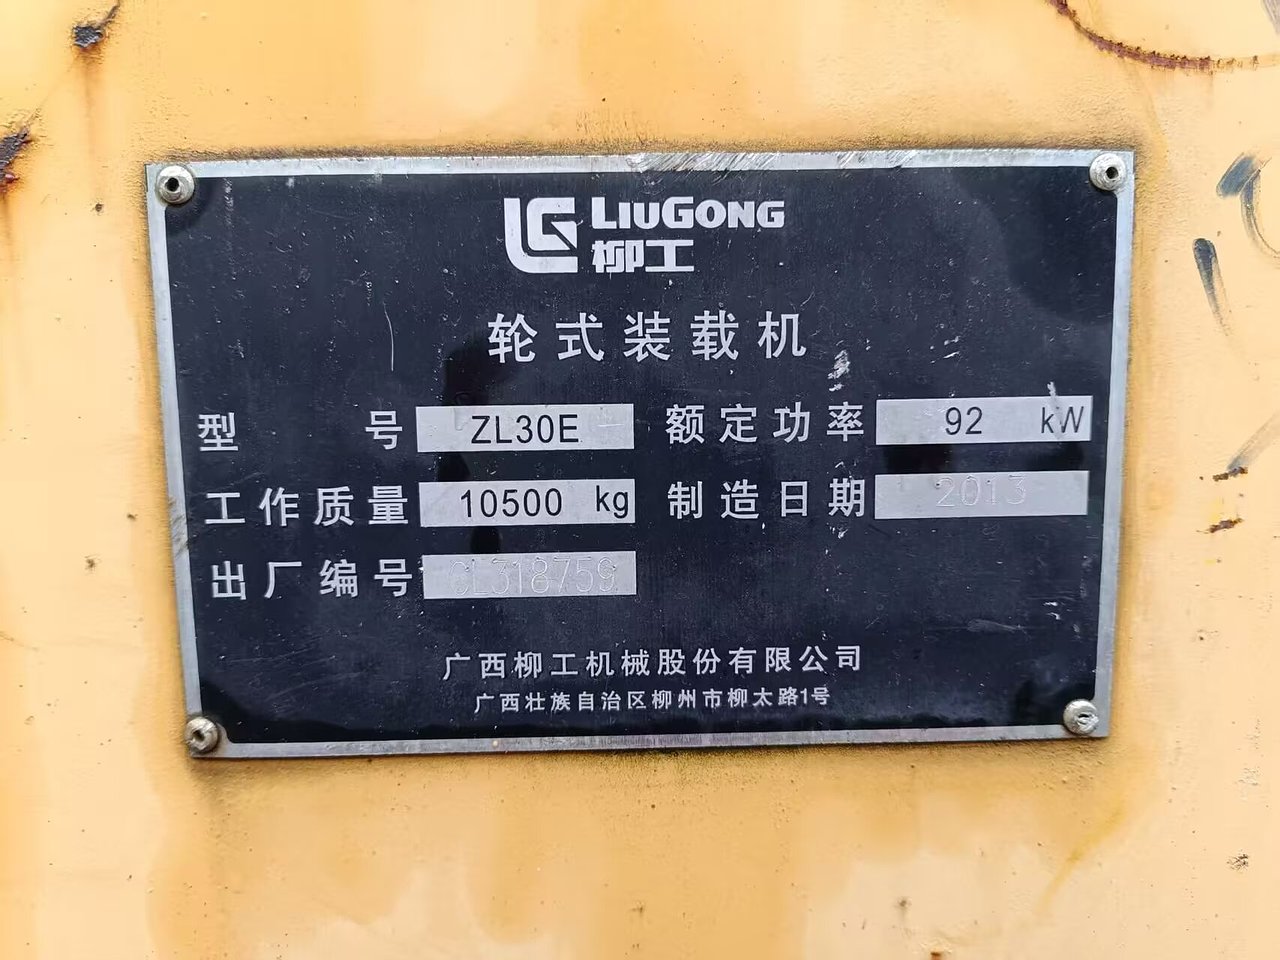 LG LIUGONG
柳工
轮式装载机
型号 ZL30E 额定功率 92 kW
工作质量 10500 kg 制造日期 2013
出厂编号 CL318759
广西柳工机械股份有限公司
广西壮族自治区柳州市柳太路1号